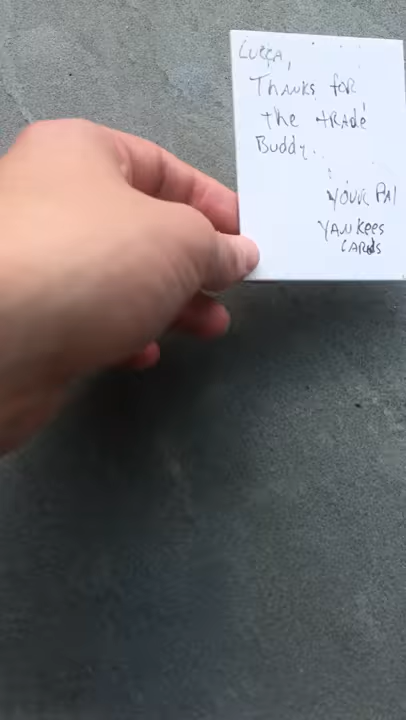 Lucca,
Thanks for
the trade
Buddy.
Your Pal
Yankees
Cards